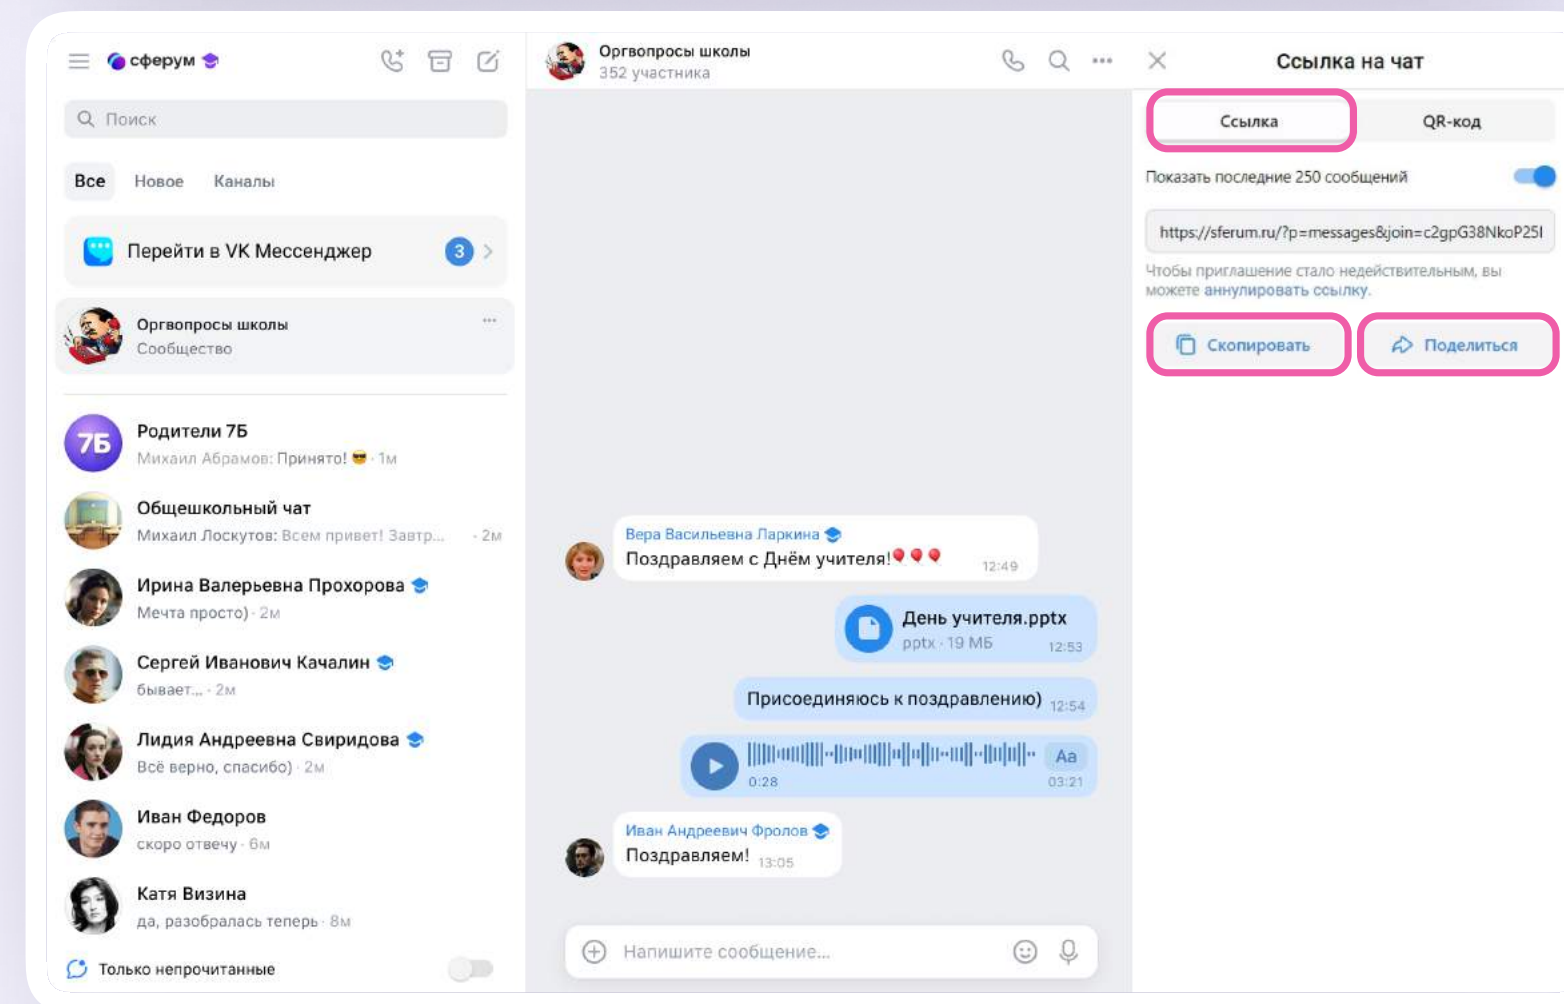 сферум
Поиск
Все
Новое
Каналы
Перейти в VK Мессенджер
3
Оргвопросы школы
Сообщество
7Б
Родители 7Б
Михаил Абрамов: Принято! 😎 · 1м
Общешкольный чат
Михаил Лоскутов: Всем привет! Завтр... · 2м
Ирина Валерьевна Прохорова
Мечта просто) · 2м
Сергей Иванович Качалин
бывает... · 2м
Лидия Андреевна Свиридова
Всё верно, спасибо) · 2м
Иван Федоров
скоро отвечу · 6м
Катя Визина
да, разобралась теперь · 8м
Только непрочитанные
Оргвопросы школы
352 участника
Вера Васильевна Ларкина
Поздравляем с Днём учителя!🎈🎈🎈
12:49
День учителя.pptx
pptx · 19 МБ
12:53
Присоединяюсь к поздравлению) 12:54
Aa
0:28
03:21
Иван Андреевич Фролов
Поздравляем! 13:05
Напишите сообщение...
Ссылка на чат
Ссылка
QR-код
Показать последние 250 сообщений
https://sferum.ru/?p=messages&join=c2gpG38NkoP25I
Чтобы приглашение стало недействительным, вы
можете аннулировать ссылку.
Скопировать
Поделиться